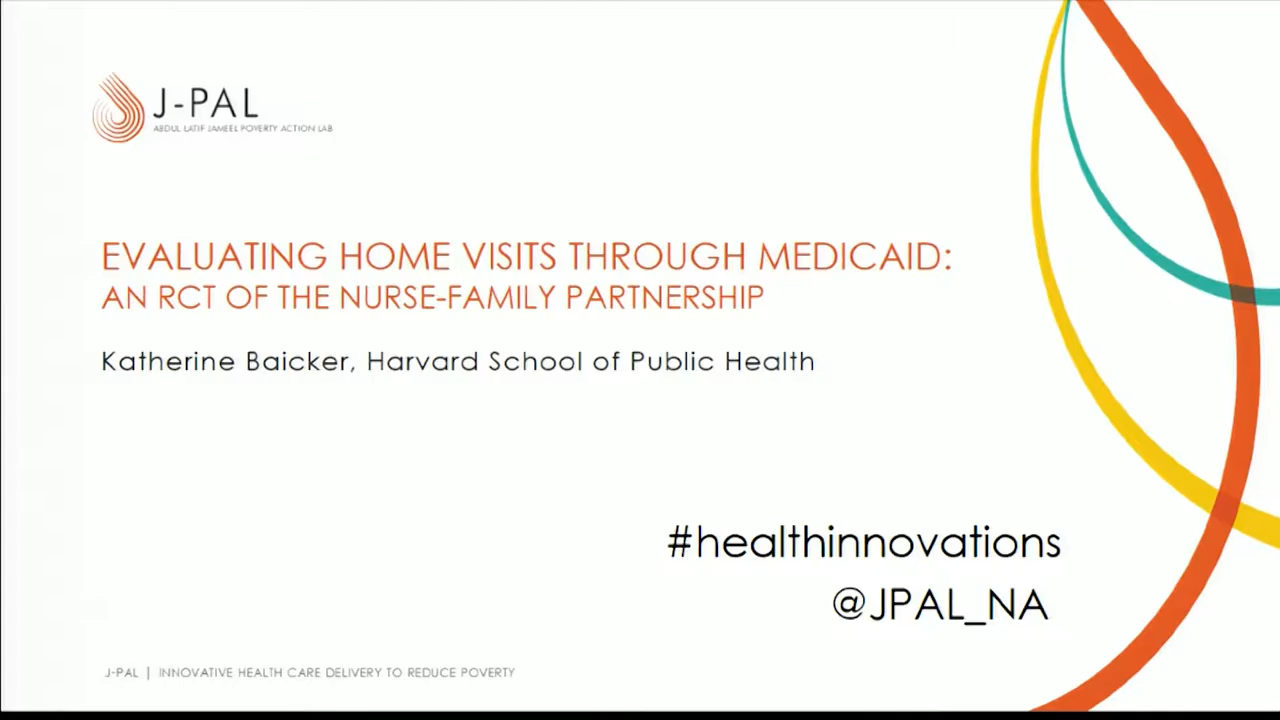 J-PAL
ABDUL LATIF JAMEEL POVERTY ACTION LAB
EVALUATING HOME VISITS THROUGH MEDICAID:
AN RCT OF THE NURSE-FAMILY PARTNERSHIP
Katherine Baicker, Harvard School of Public Health
#healthinnovations
@JPAL_NA
J-PAL | INNOVATIVE HEALTH CARE DELIVERY TO REDUCE POVERTY